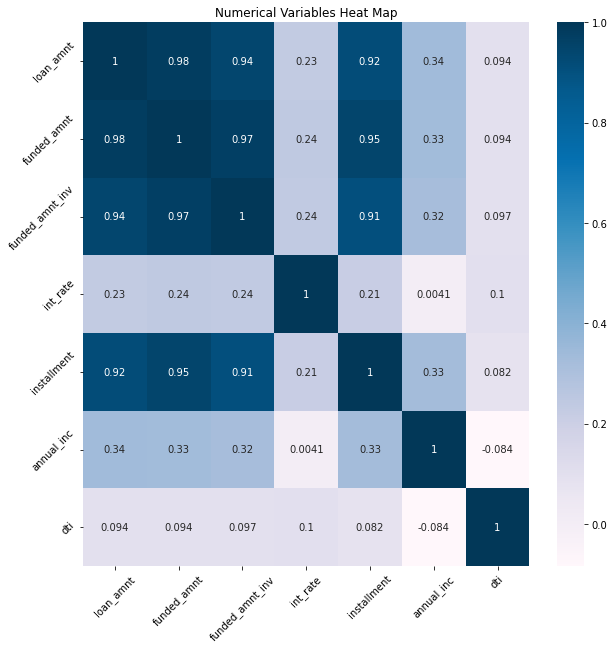 Numerical Variables Heat Map
loan_amnt 1 0.98 0.94 0.23 0.92 0.34 0.094
funded_amnt 0.98 1 0.97 0.24 0.95 0.33 0.094
funded_amnt_inv 0.94 0.97 1 0.24 0.91 0.32 0.097
int_rate 0.23 0.24 0.24 1 0.21 0.0041 0.1
installment 0.92 0.95 0.91 0.21 1 0.33 0.082
annual_inc 0.34 0.33 0.32 0.0041 0.33 1 -0.084
dti 0.094 0.094 0.097 0.1 0.082 -0.084 1
loan_amnt funded_amnt funded_amnt_inv int_rate installment annual_inc dti
1.0
0.8
0.6
0.4
0.2
0.0